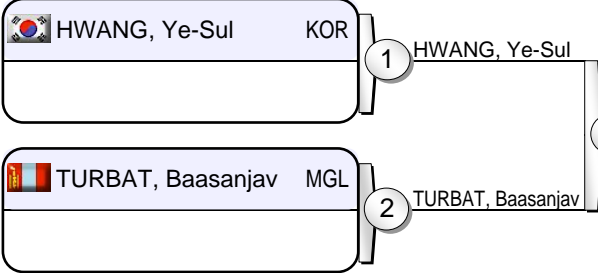 HWANG, Ye-Sul KOR
1 HWANG, Ye-Sul
TURBAT, Baasanjav MGL
2 TURBAT, Baasanjav